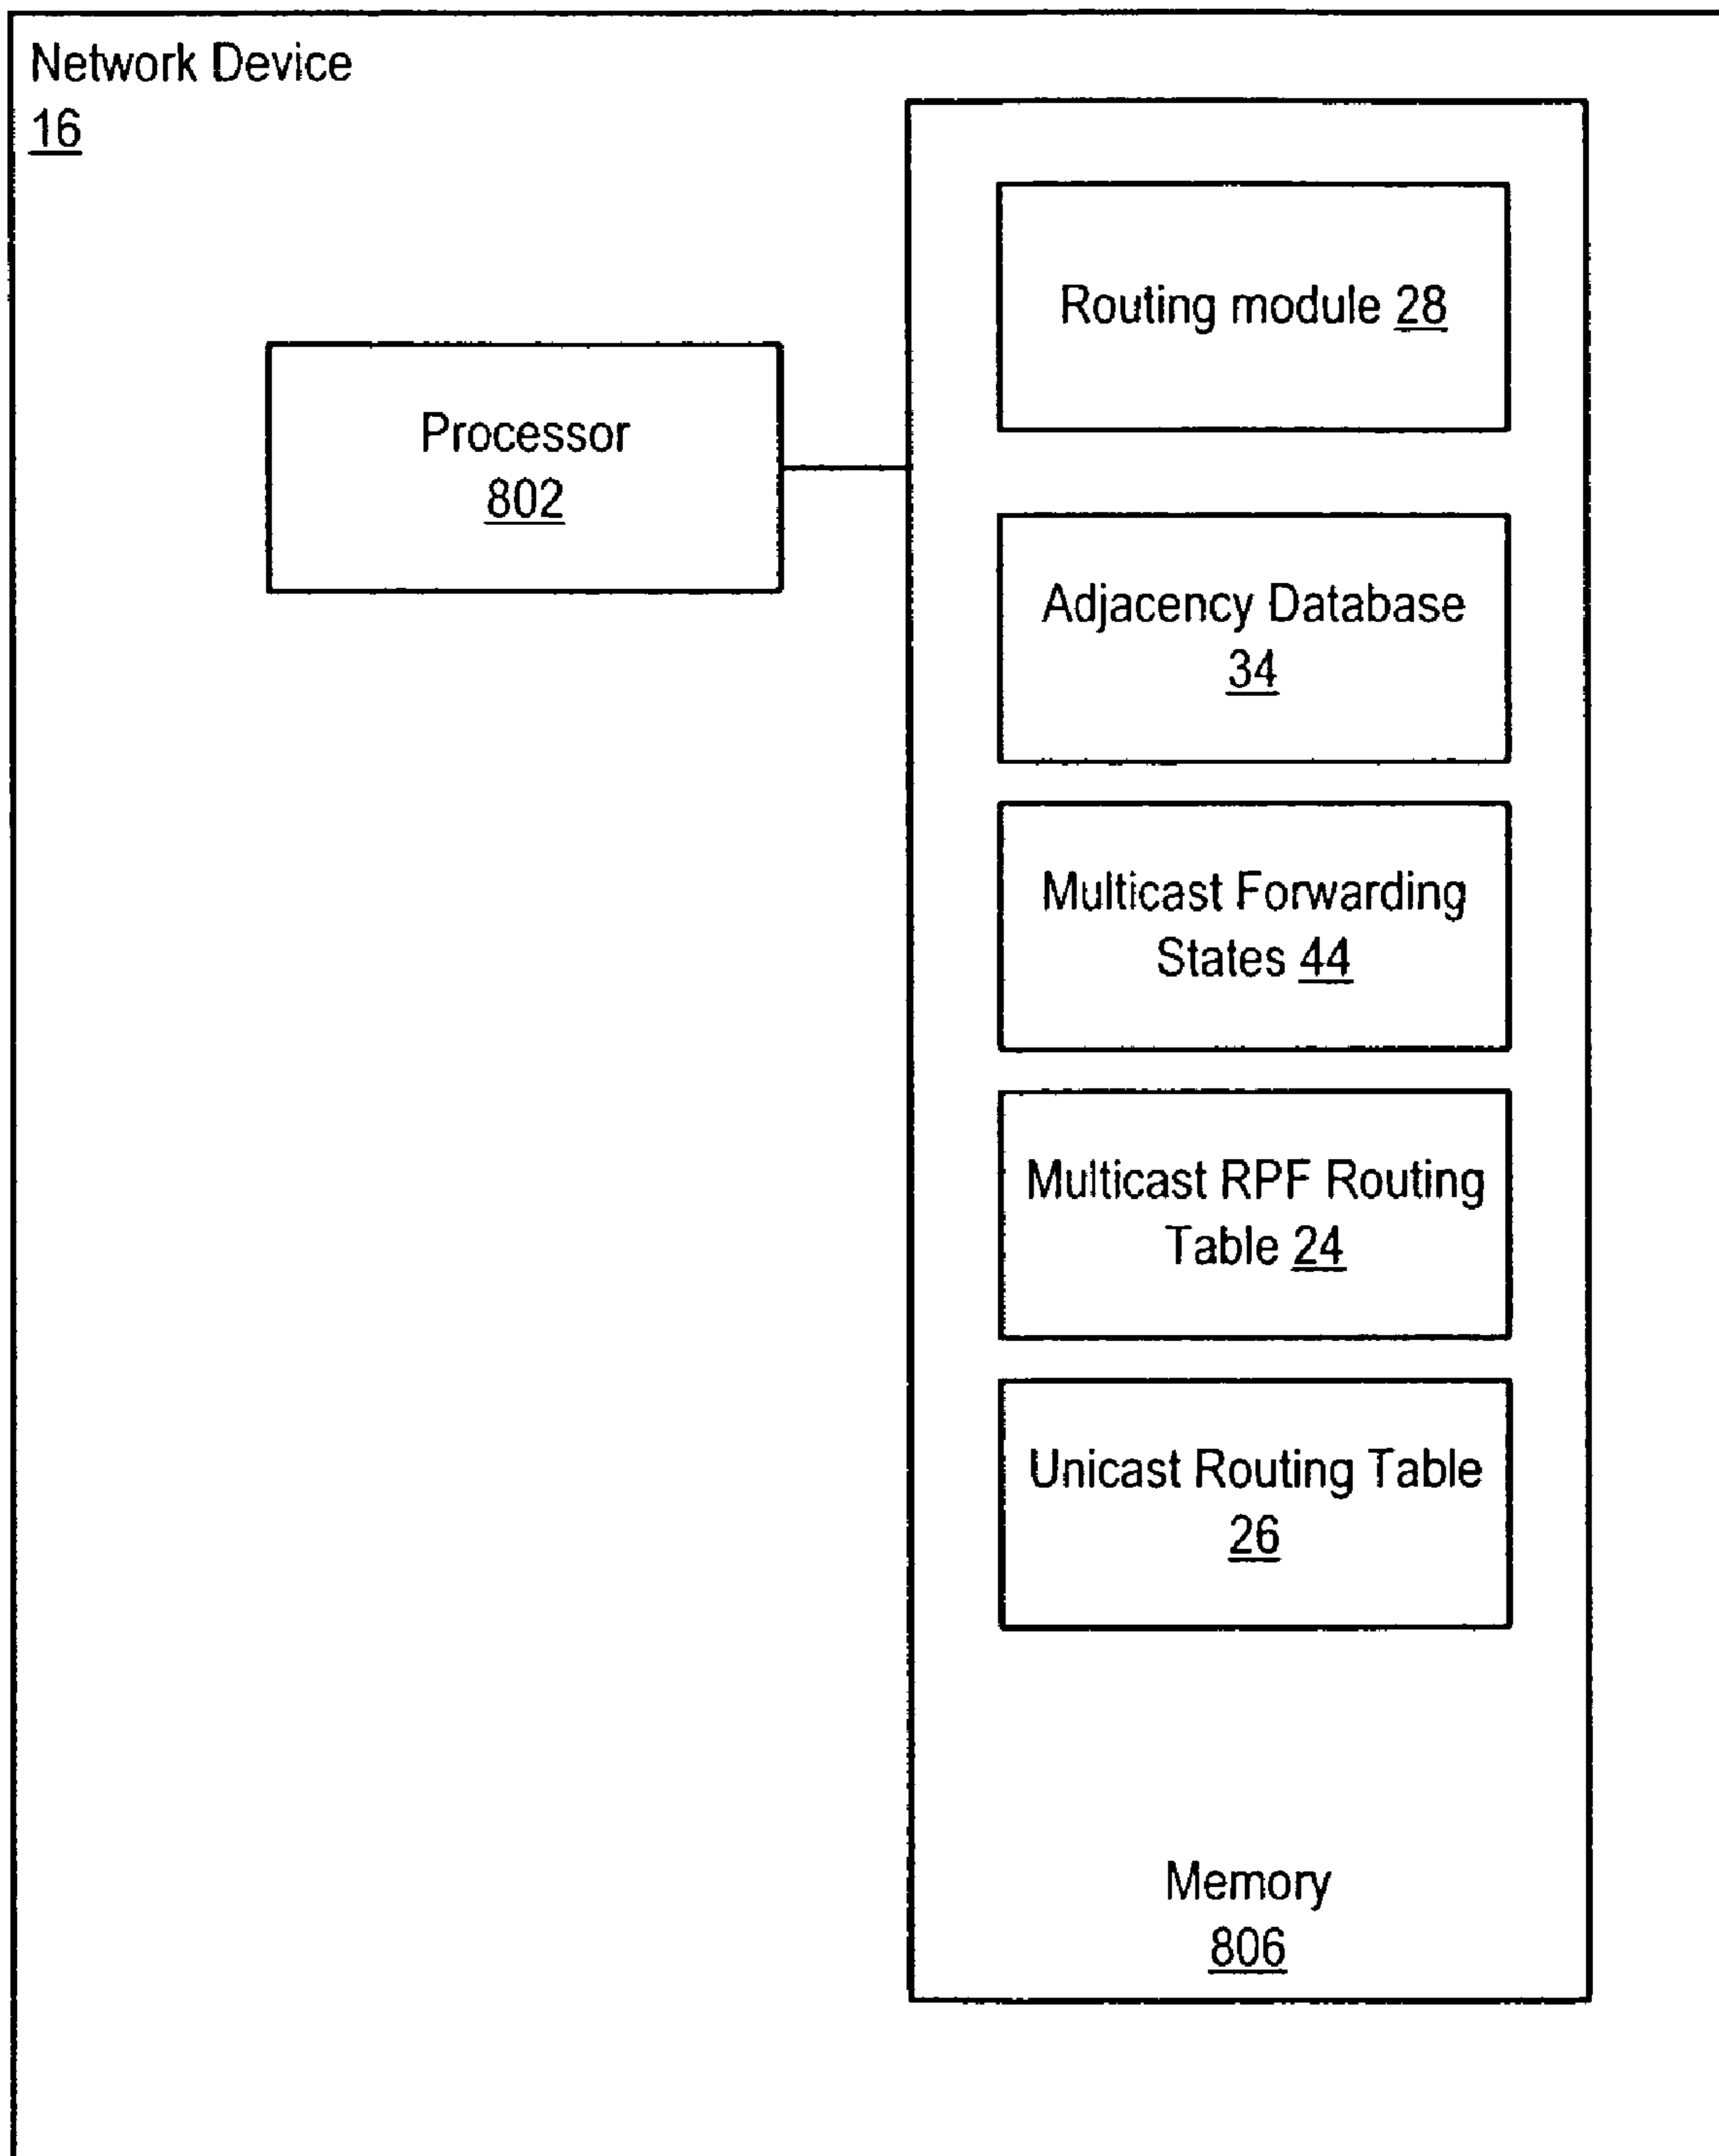 Network Device
16
Routing module 28
Processor
802
Adjacency Database
34
Multicast Forwarding
States 44
Multicast RPF Routing
Table 24
Unicast Routing Table
26
Memory
806